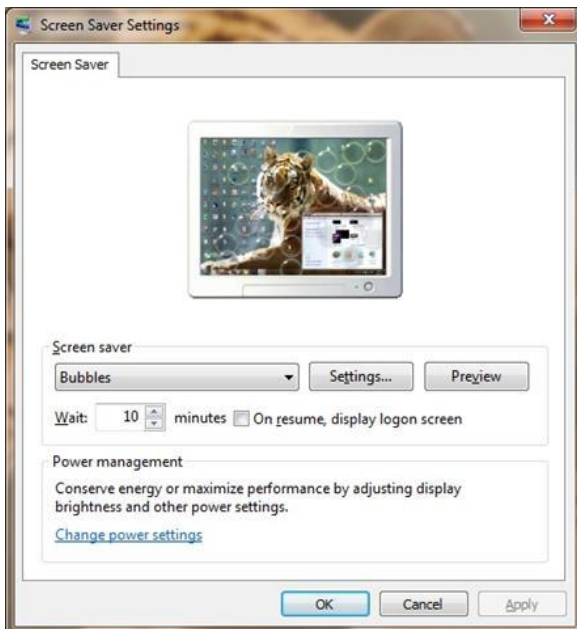 Screen Saver Settings
Screen Saver
Screen saver
Bubbles Settings... Preview
Wait: 10 minutes On resume, display logon screen
Power management
Conserve energy or maximize performance by adjusting display
brightness and other power settings.
Change power settings
OK Cancel Apply